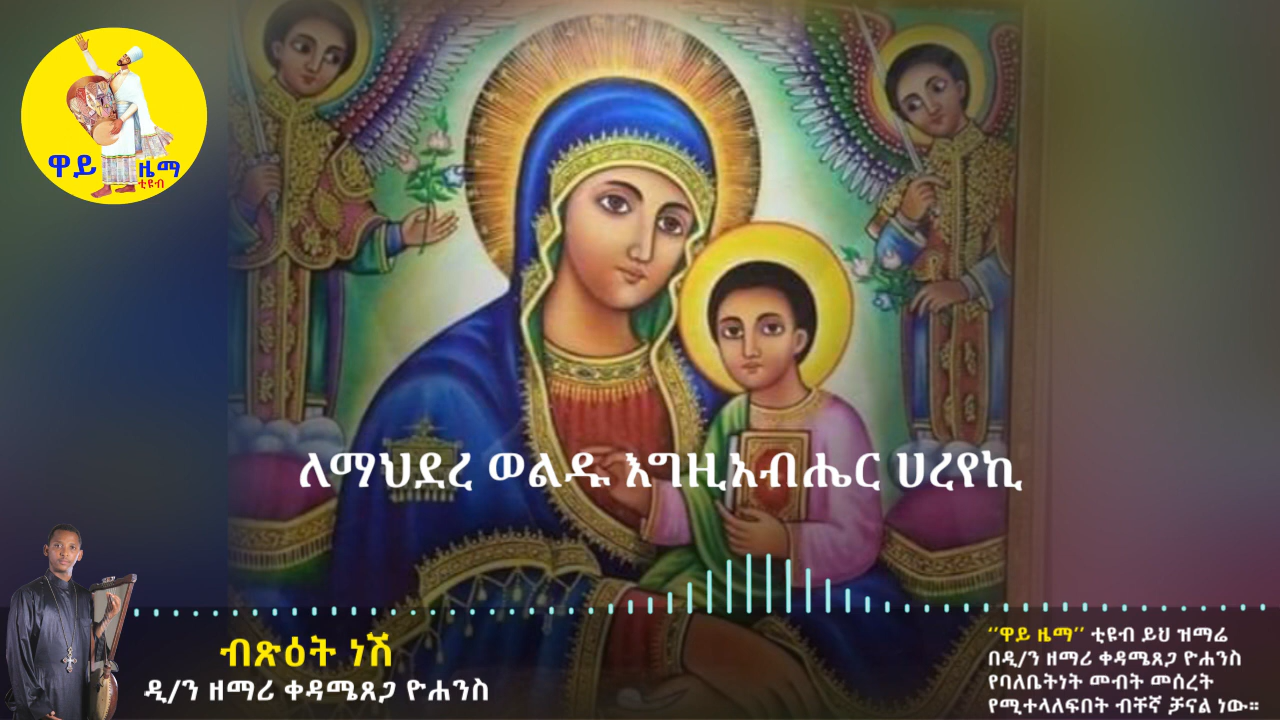 ዋይ ዜማ
ቲዩብ
ለማህደረ ወልዱ እግዚአብሔር ሀረየኪ
ብጽዕት ነሽ
ዲ/ን ዘማሪ ቀዳሜጸጋ ዮሐንስ
‘‘ዋይ ዜማ’’ ቲዩብ ይህ ዝማሬ
በዲ/ን ዘማሪ ቀዳሜጸጋ ዮሐንስ
የባለቤትነት መብት መሰረት
የሚተላለፍበት ብቸኛ ቻናል ነው።